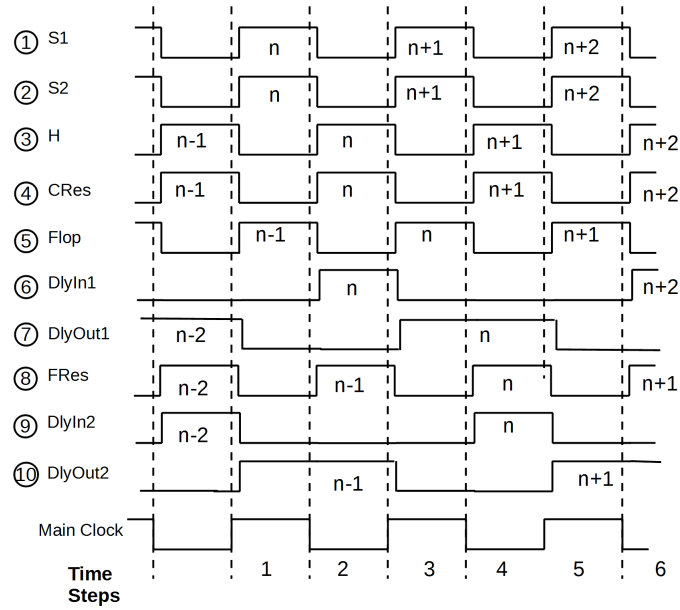 ① S1 n n+1 n+2
② S2 n n+1 n+2
③ H n-1 n n+1 n+2
④ CRes n-1 n n+1 n+2
⑤ Flop n-1 n n+1
⑥ DlyIn1 n n+2
⑦ DlyOut1 n-2 n
⑧ FRes n-2 n-1 n n+1
⑨ DlyIn2 n-2 n
⑩ DlyOut2 n-1 n+1
Main Clock
Time 1 2 3 4 5 6
Steps